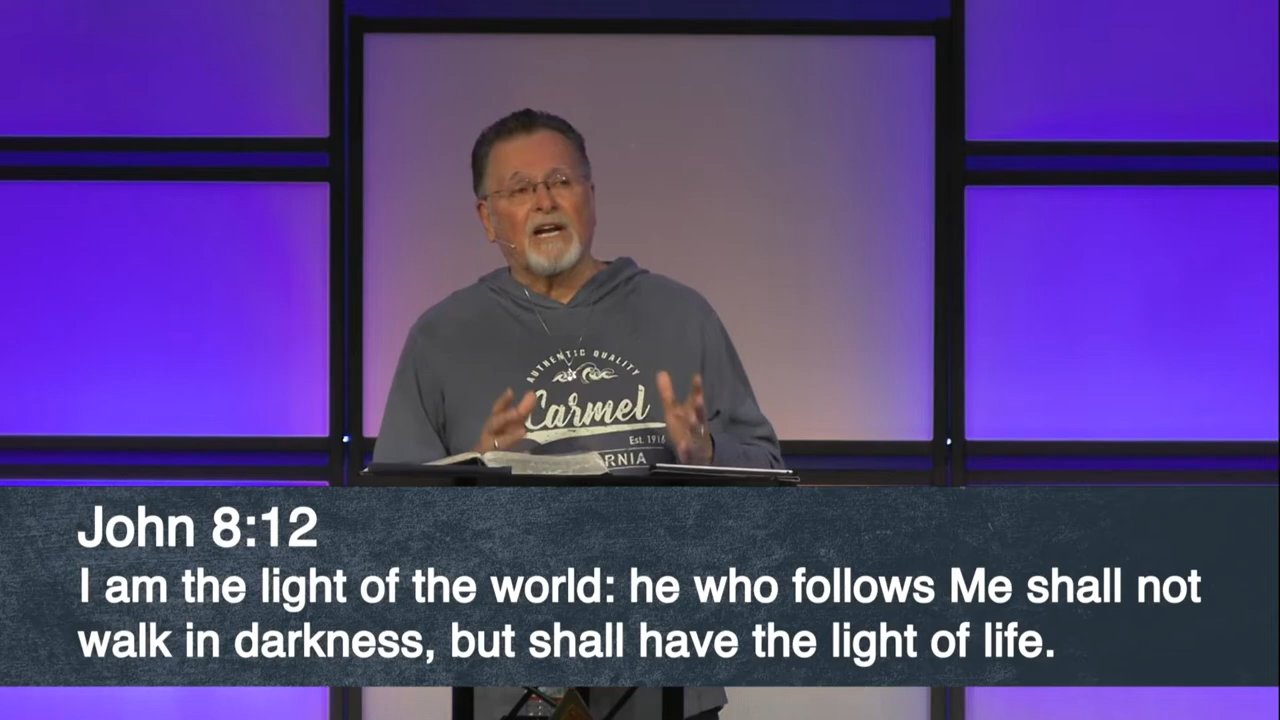 AUTHENTIC QUALITY
Carmel
Est. 1916
RNIA
John 8:12
I am the light of the world: he who follows Me shall not
walk in darkness, but shall have the light of life.